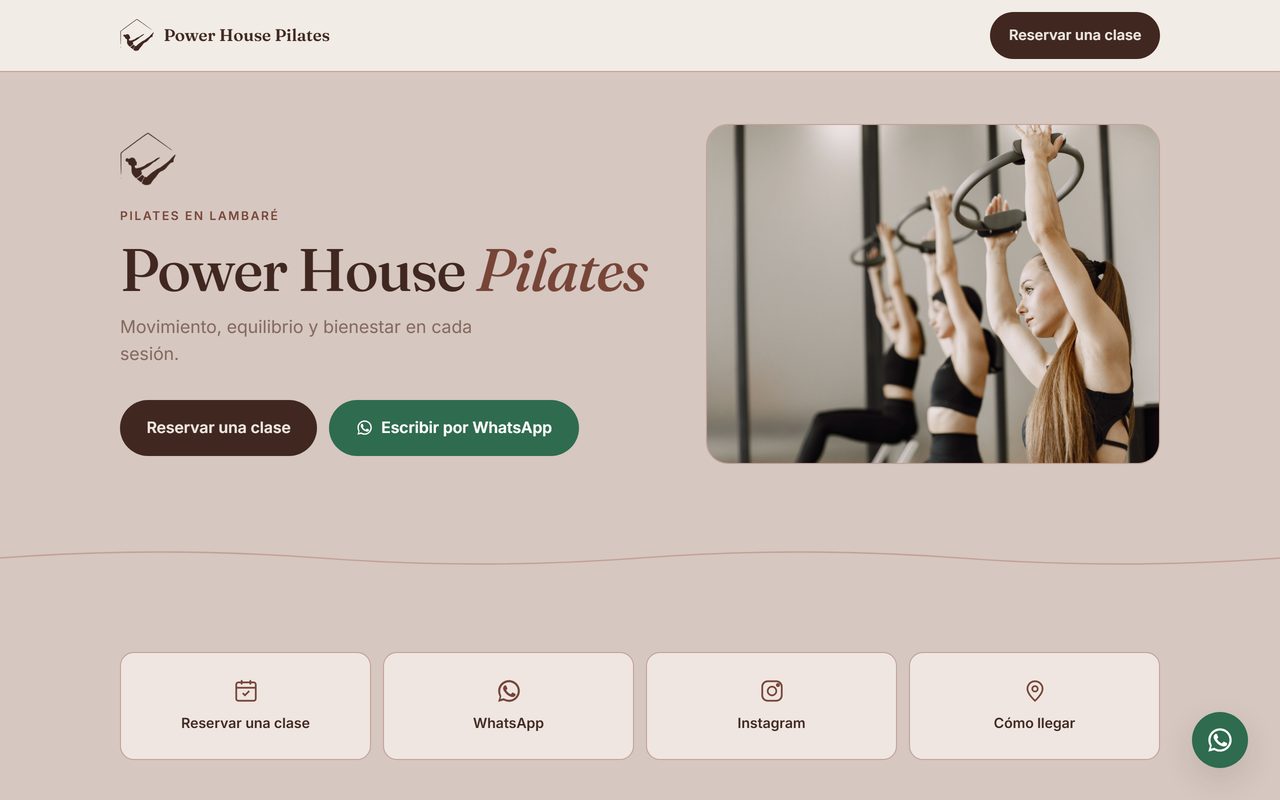 Power House Pilates
Reservar una clase
PILATES EN LAMBARÉ
Power House Pilates
Movimiento, equilibrio y bienestar en cada
sesión.
Reservar una clase
Escribir por WhatsApp
Reservar una clase
WhatsApp
Instagram
Cómo llegar